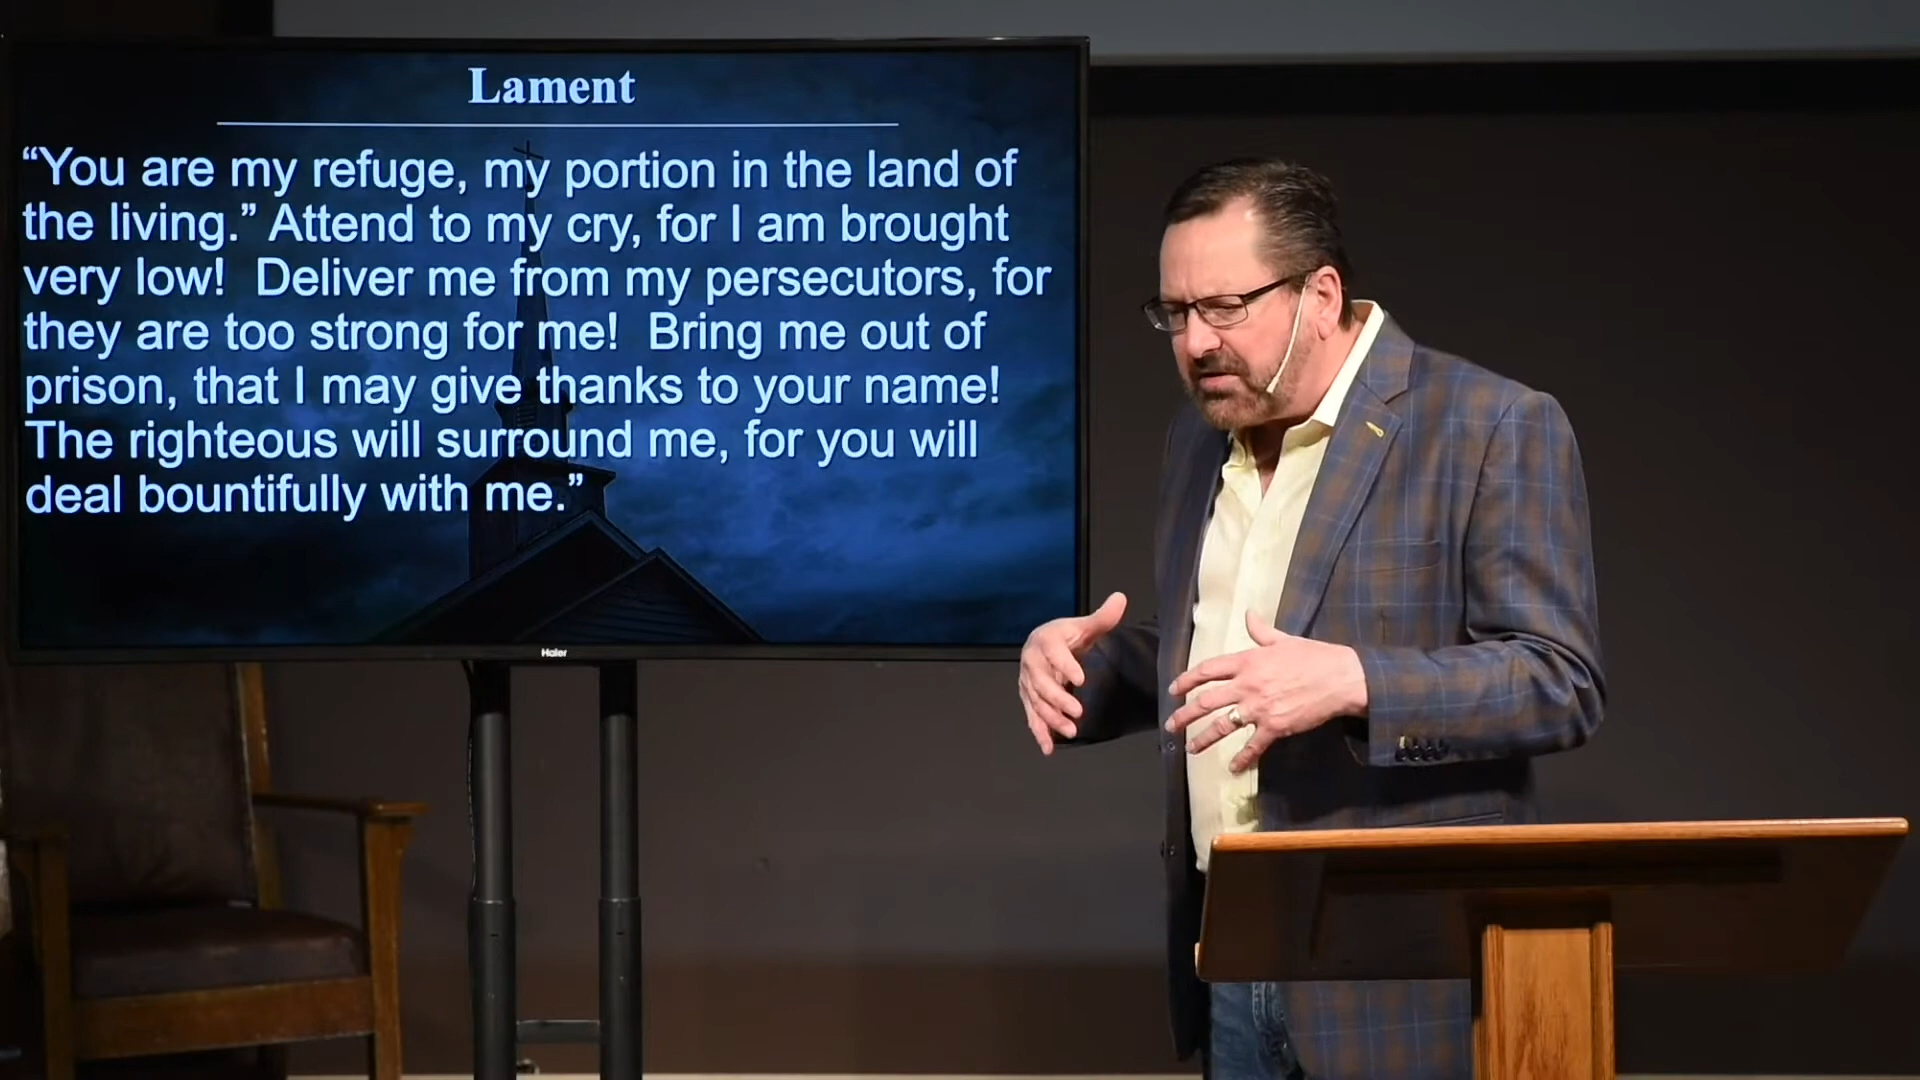 Lament
“You are my refuge, my portion in the land of
the living.” Attend to my cry, for I am brought
very low!  Deliver me from my persecutors, for
they are too strong for me!  Bring me out of
prison, that I may give thanks to your name!
The righteous will surround me, for you will
deal bountifully with me.”
Haier